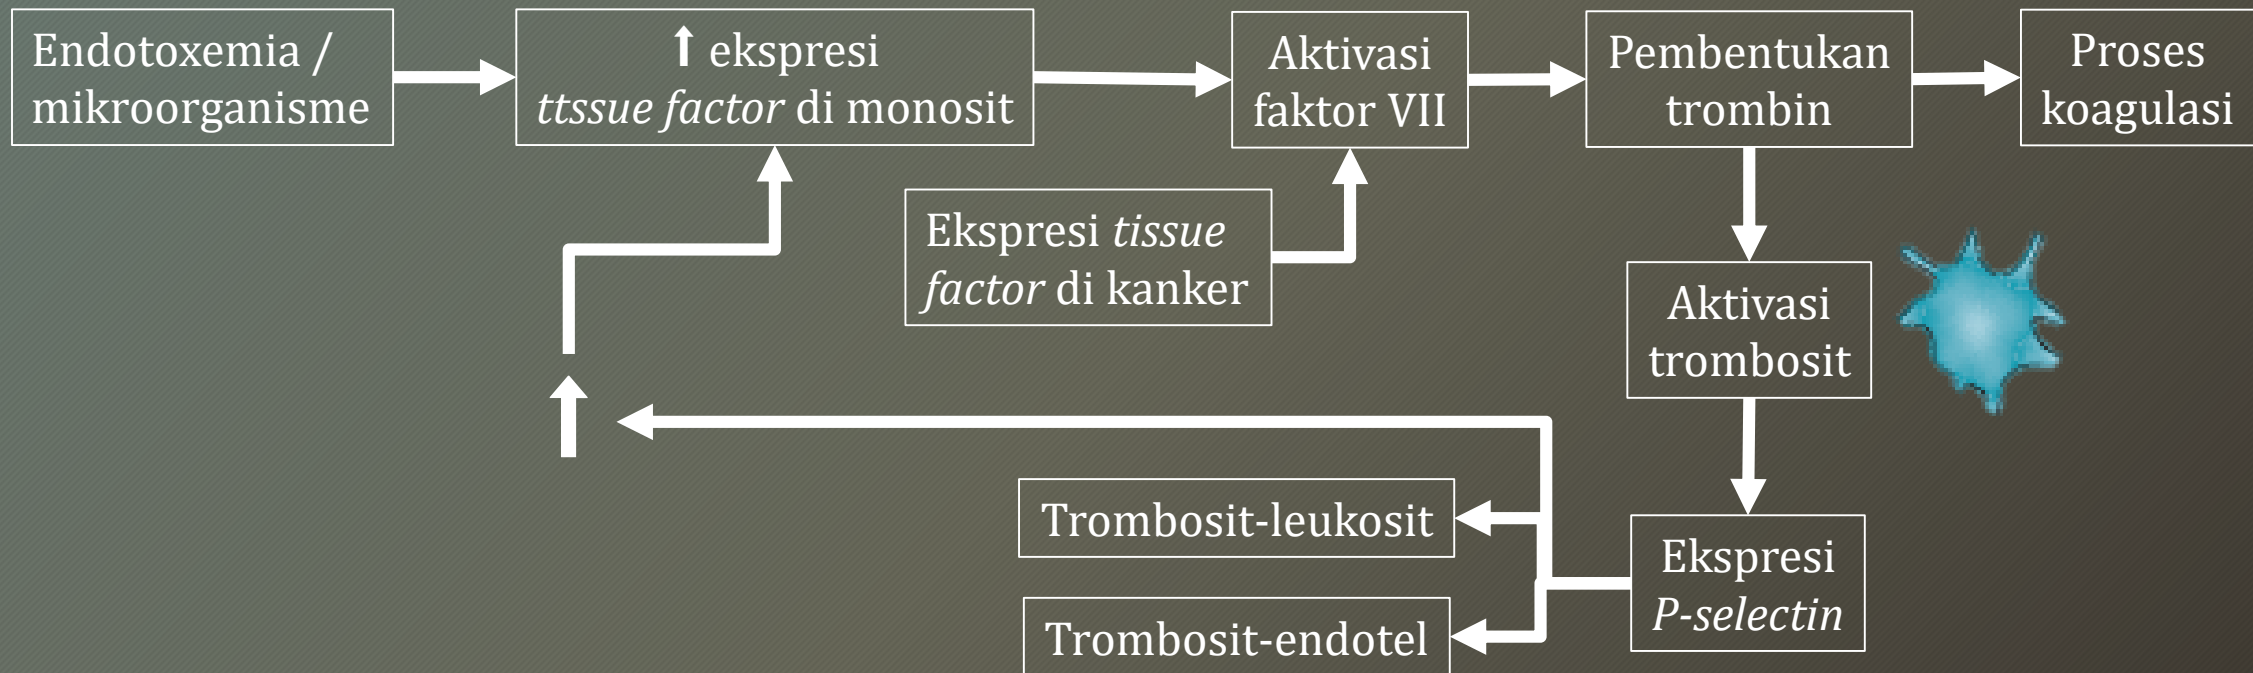 Endotoxemia /
mikroorganisme
⬆ ekspresi
ttssue factor di monosit
Aktivasi
faktor VII
Pembentukan
trombin
Proses
koagulasi
Ekspresi tissue
factor di kanker
Aktivasi
trombosit
Trombosit-leukosit
Ekspresi
P-selectin
Trombosit-endotel